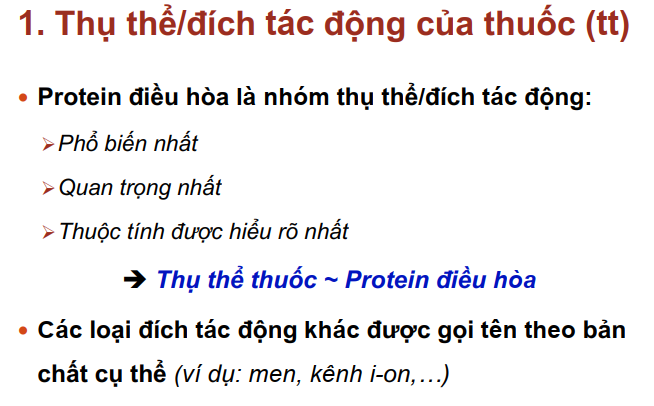 1. Thụ thể/đích tác động của thuốc (tt)
• Protein điều hòa là nhóm thụ thể/đích tác động:
➢ Phổ biến nhất
➢ Quan trọng nhất
➢ Thuộc tính được hiểu rõ nhất
➔ Thụ thể thuốc ~ Protein điều hòa
• Các loại đích tác động khác được gọi tên theo bản
chất cụ thể (ví dụ: men, kênh i-on,…)